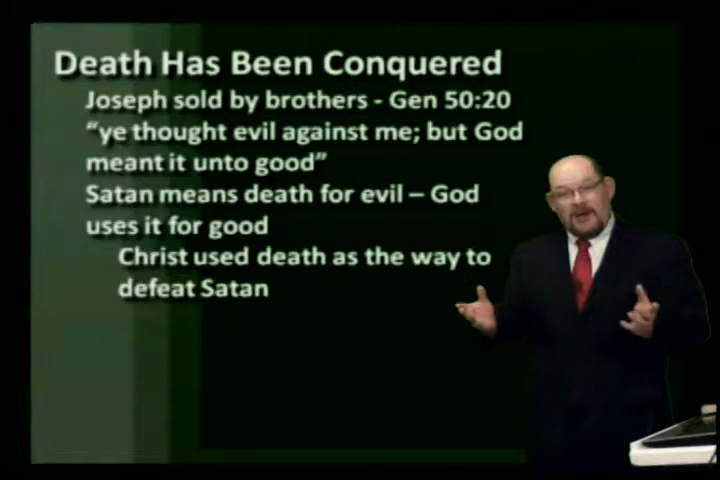 Death Has Been Conquered
Joseph sold by brothers - Gen 50:20
“ye thought evil against me; but God
meant it unto good”
Satan means death for evil – God
uses it for good
Christ used death as the way to
defeat Satan